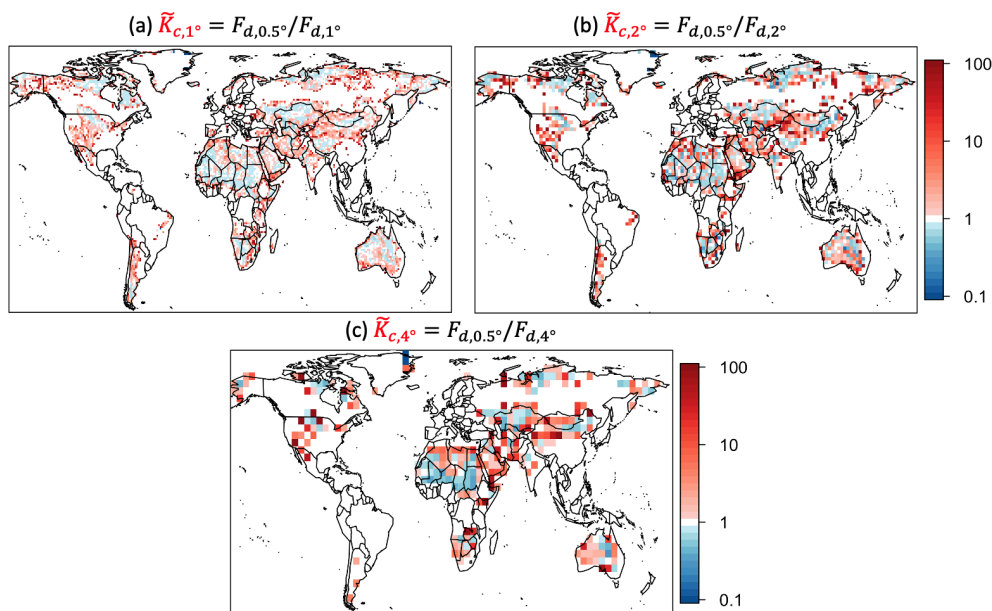 (a) K̃c,1° = Fd,0.5°/Fd,1°
(b) K̃c,2° = Fd,0.5°/Fd,2°
100
10
1
0.1
(c) K̃c,4° = Fd,0.5°/Fd,4°
100
10
1
0.1